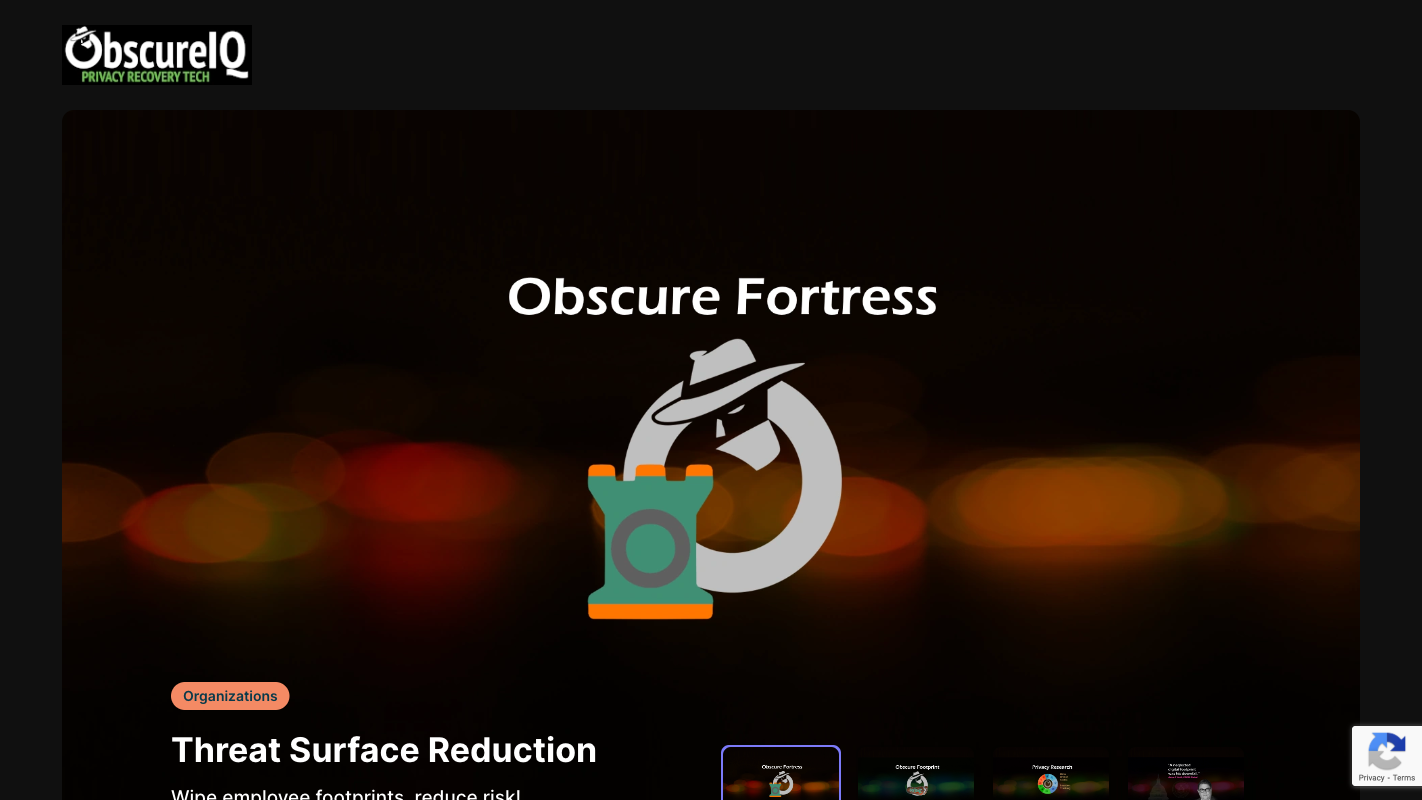 ObscureIQ
PRIVACY RECOVERY TECH
Obscure Fortress
Organizations
Threat Surface Reduction
Wipe employee footprints, reduce risk!
Obscure Fortress
Obscure Footprint
Privacy Research
Privacy - Terms